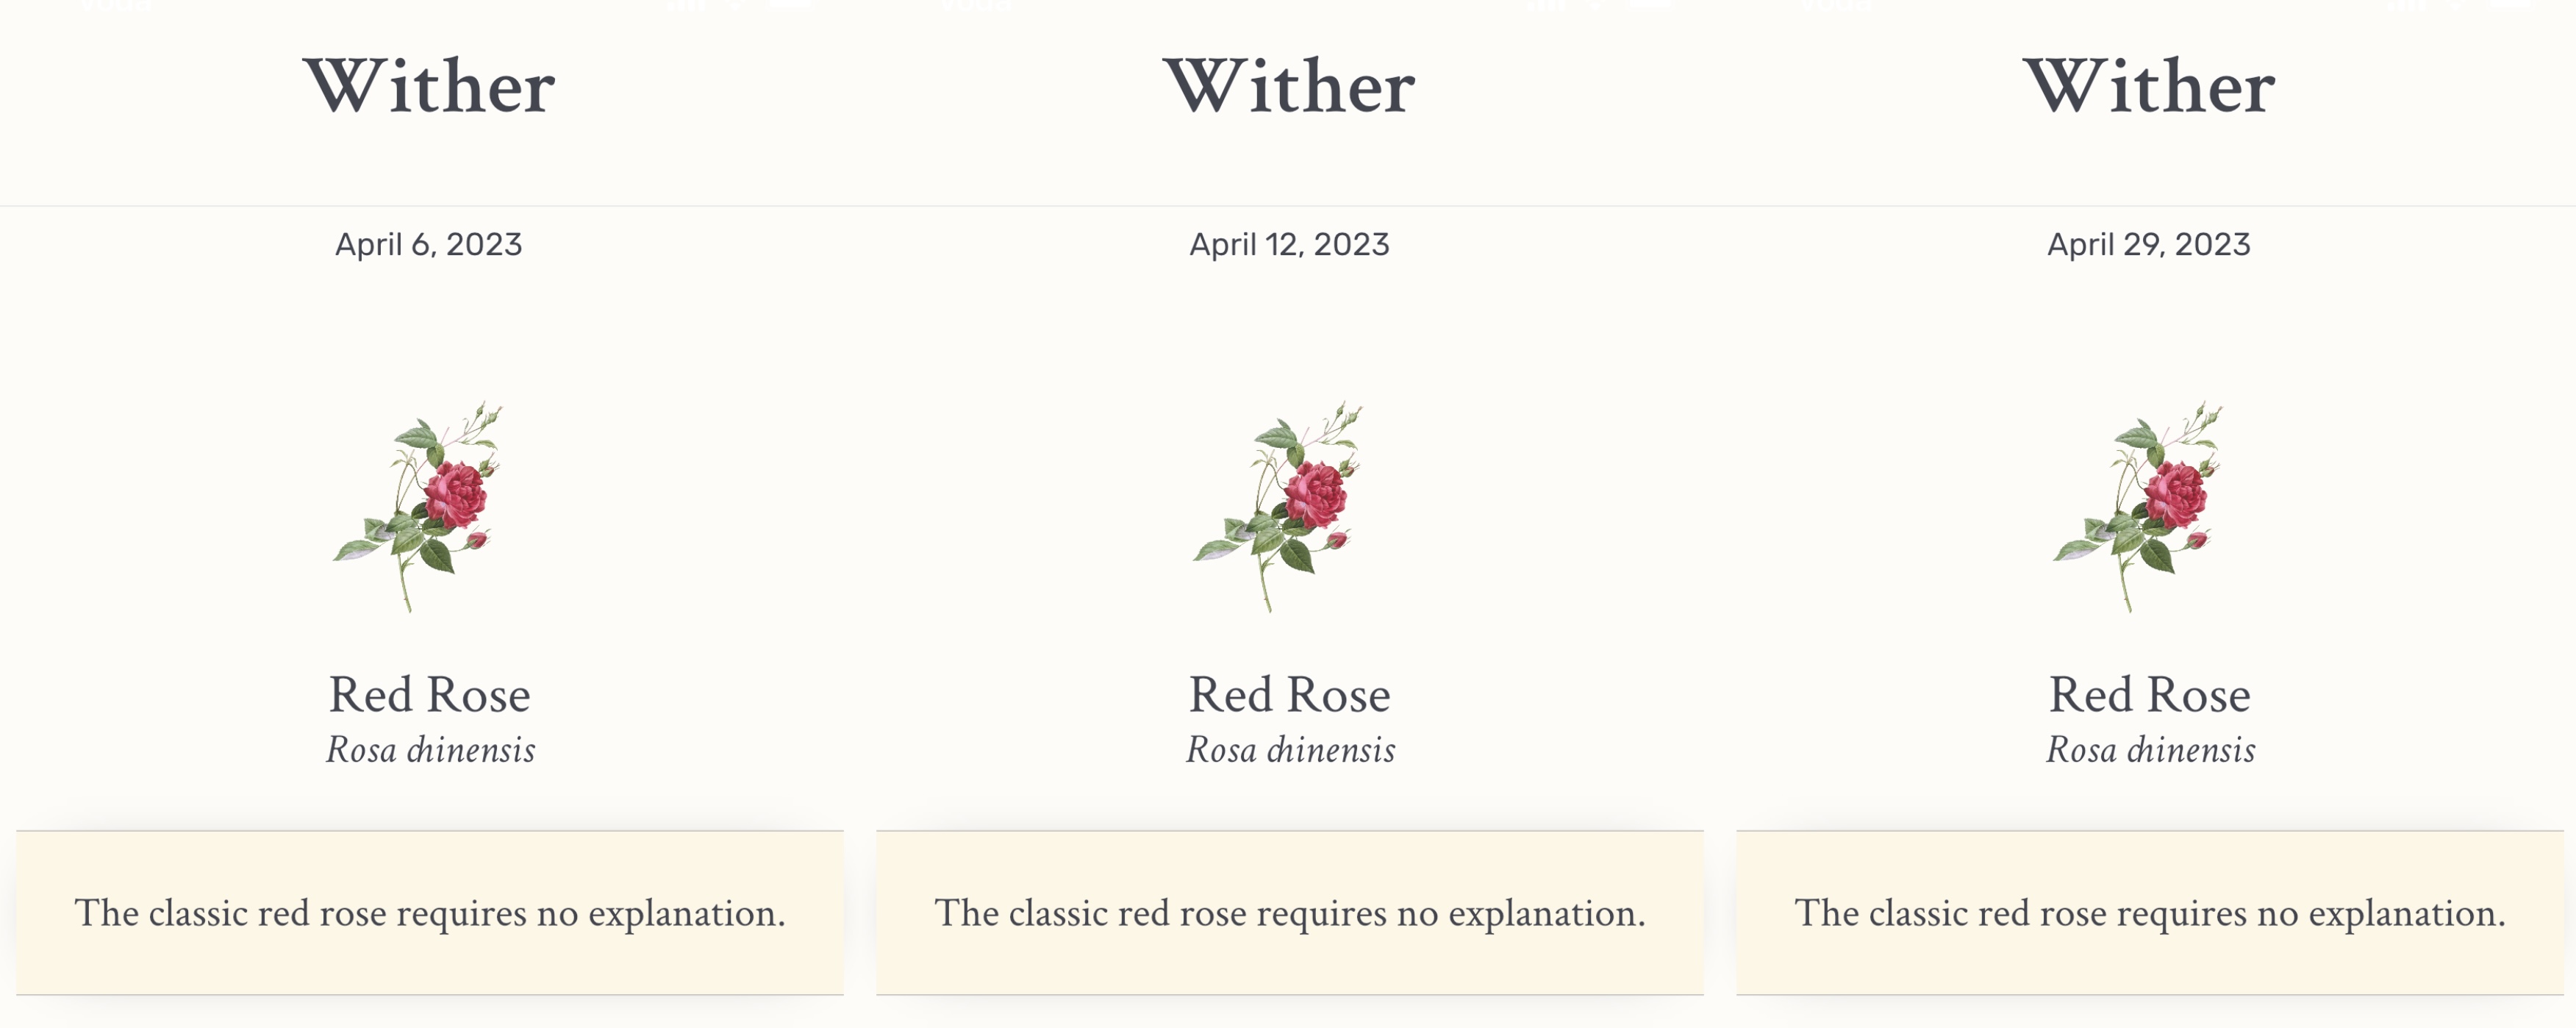 Wither
April 6, 2023
Red Rose
Rosa chinensis
The classic red rose requires no explanation.
Wither
April 12, 2023
Red Rose
Rosa chinensis
The classic red rose requires no explanation.
Wither
April 29, 2023
Red Rose
Rosa chinensis
The classic red rose requires no explanation.